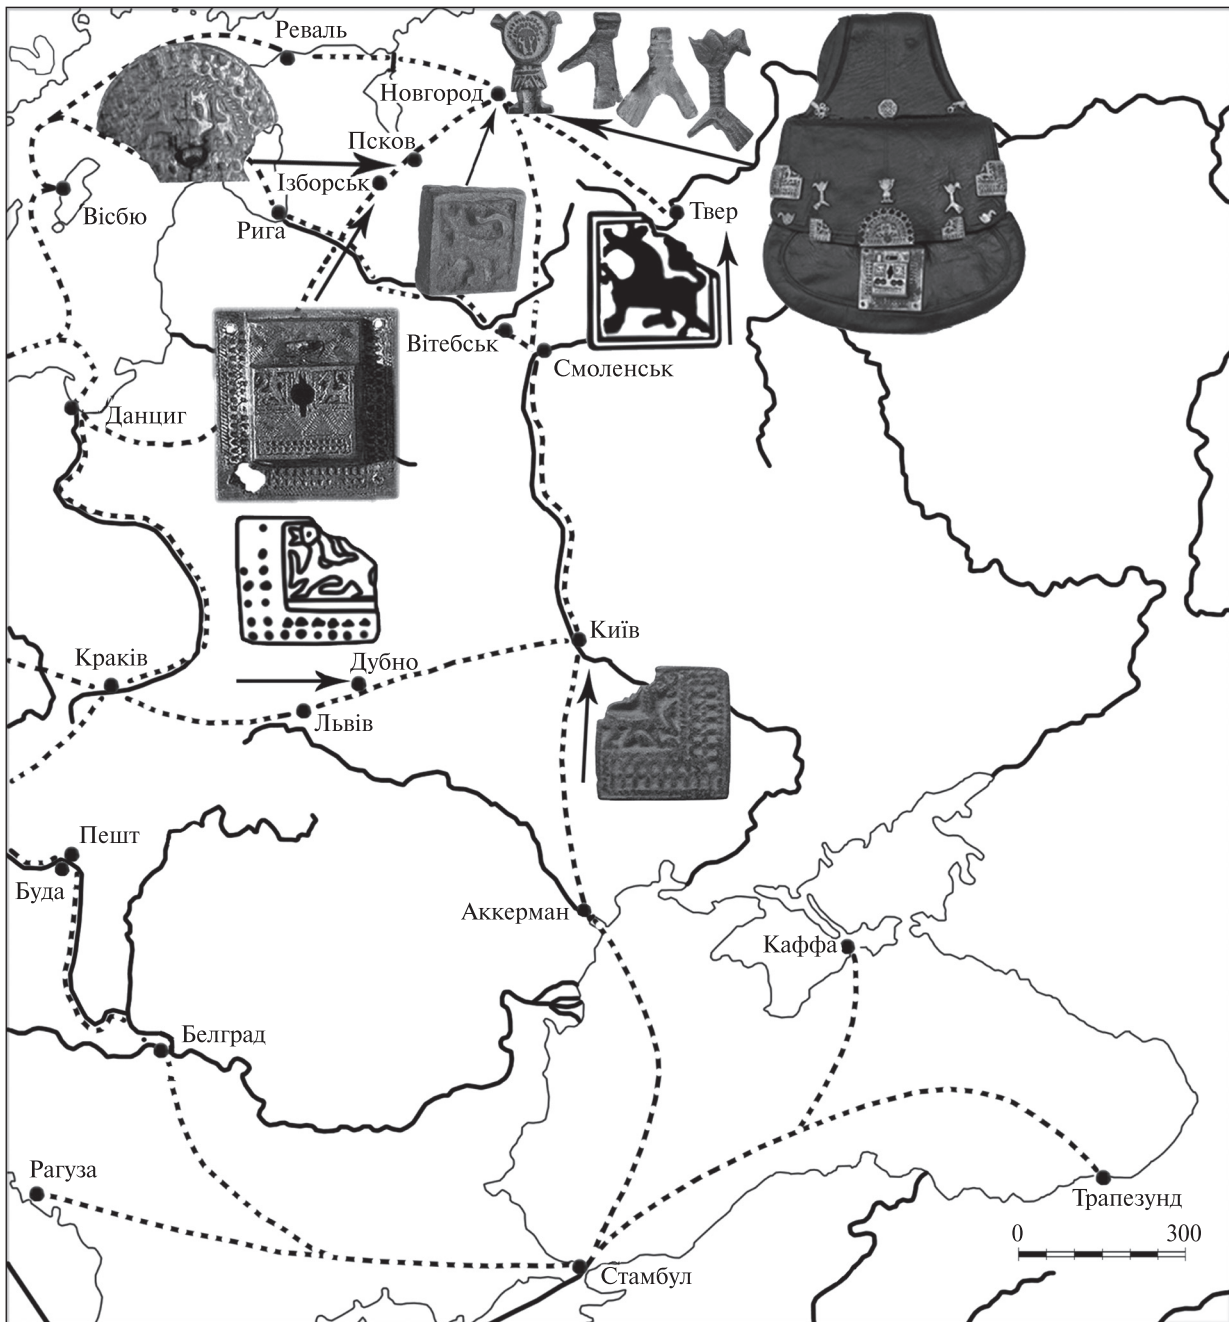 Реваль
Новгород
Псков
Ізборськ
Вісбю
Рига
Твер
Вітебськ
Смоленськ
Данциг
Київ
Краків
Дубно
Львів
Пешт
Буда
Аккерман
Каффа
Белград
Рагуза
Трапезунд
0 300
Стамбул